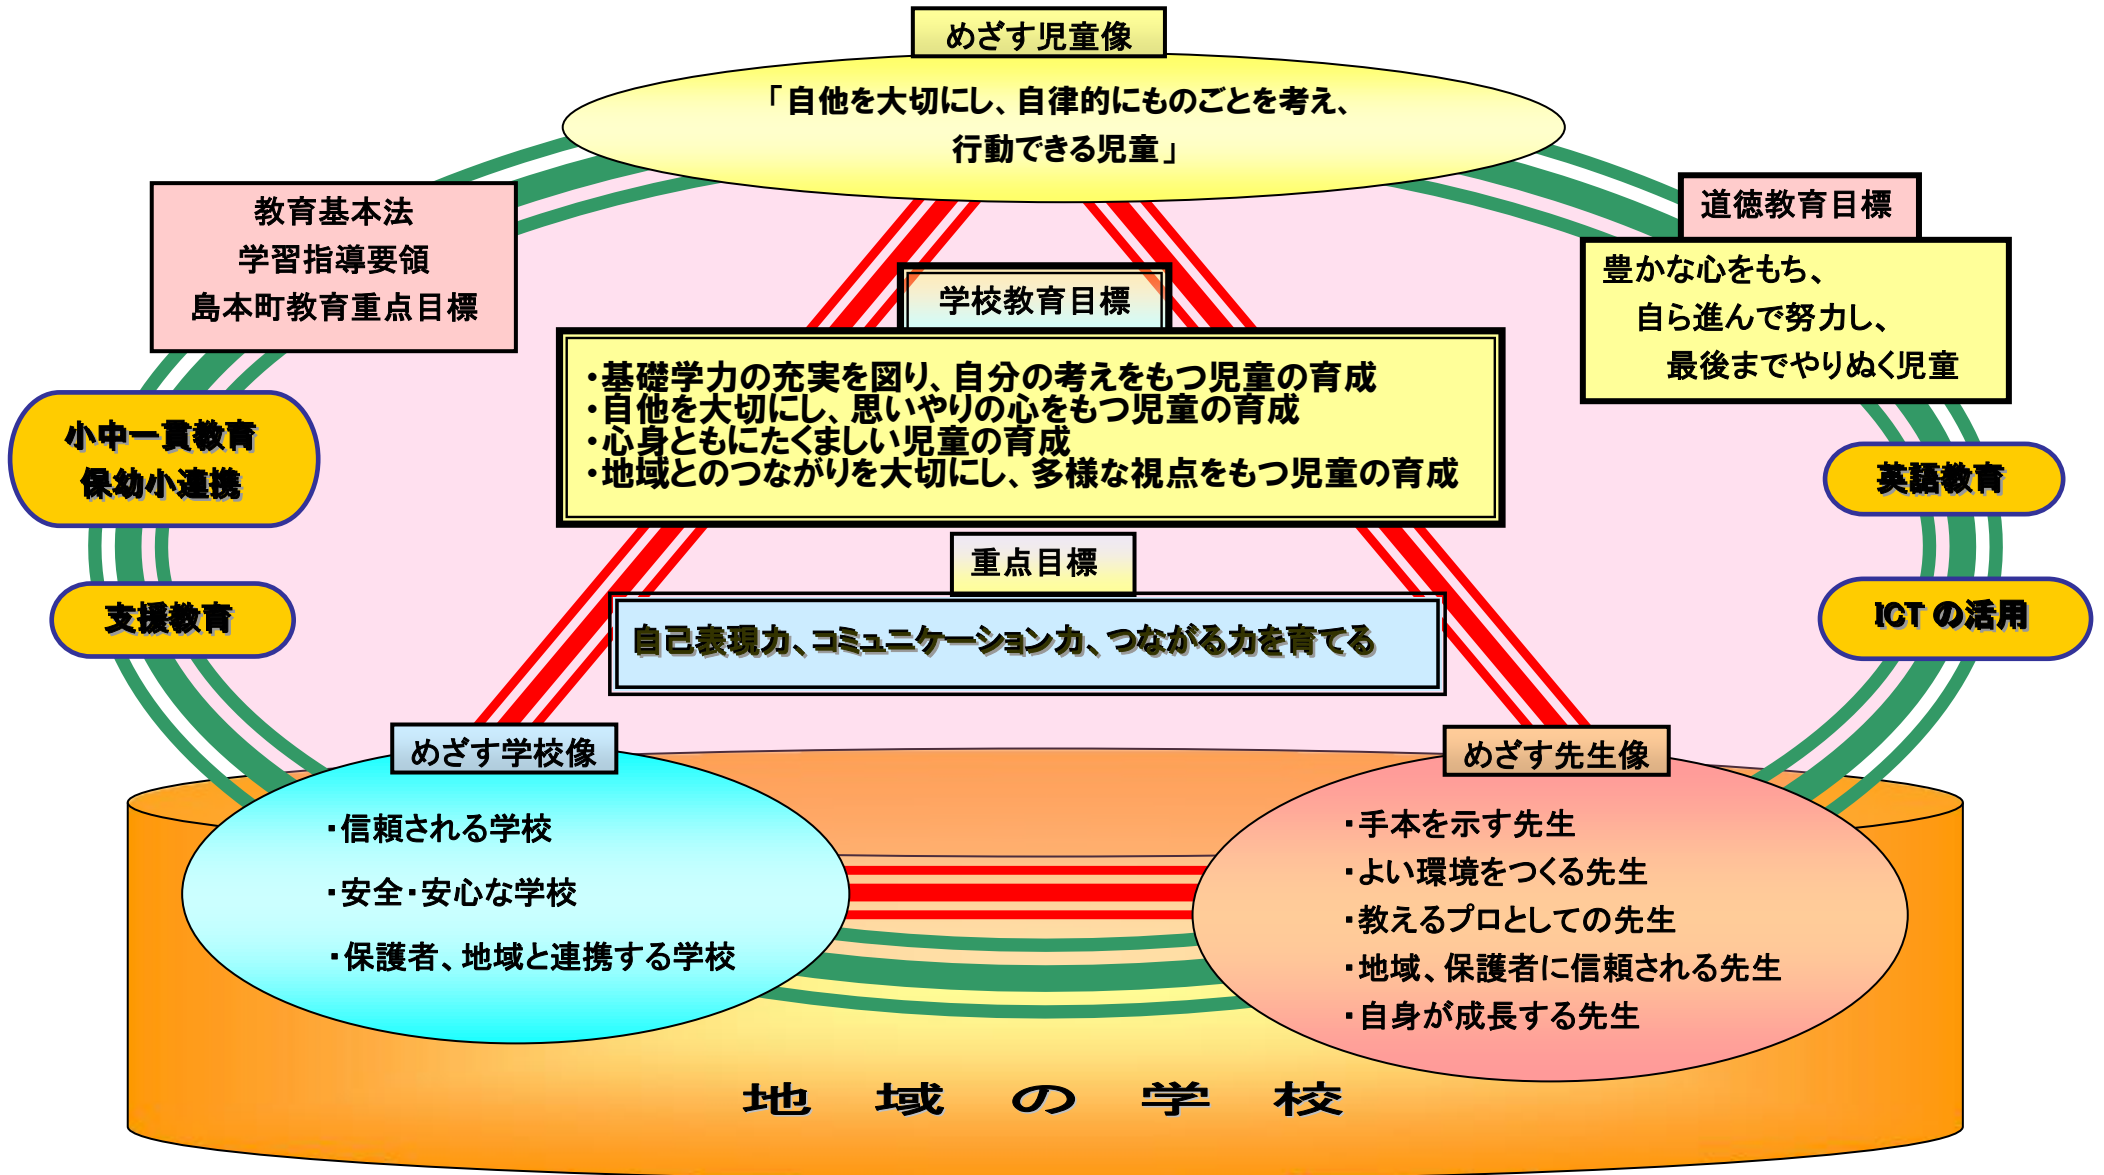 めざす児童像
「自他を大切にし、自律的にものごとを考え、
行動できる児童」
教育基本法
学習指導要領
島本町教育重点目標
道徳教育目標
豊かな心をもち、
自ら進んで努力し、
最後までやりぬく児童
学校教育目標
・基礎学力の充実を図り、自分の考えをもつ児童の育成
・自他を大切にし、思いやりの心をもつ児童の育成
・心身ともにたくましい児童の育成
・地域とのつながりを大切にし、多様な視点をもつ児童の育成
小中一貫教育
保幼小連携
英語教育
重点目標
自己表現力、コミュニケーション力、つながる力を育てる
支援教育
ICTの活用
めざす学校像
・信頼される学校
・安全・安心な学校
・保護者、地域と連携する学校
めざす先生像
・手本を示す先生
・よい環境をつくる先生
・教えるプロとしての先生
・地域、保護者に信頼される先生
・自身が成長する先生
地域の学校